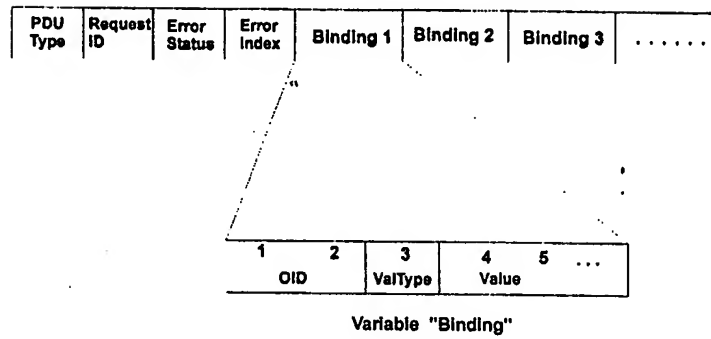 PDU Type
Request ID
Error Status
Error Index
Binding 1
Binding 2
Binding 3
......
1 2 3 4 5 ...
OID ValType Value
Variable "Binding"